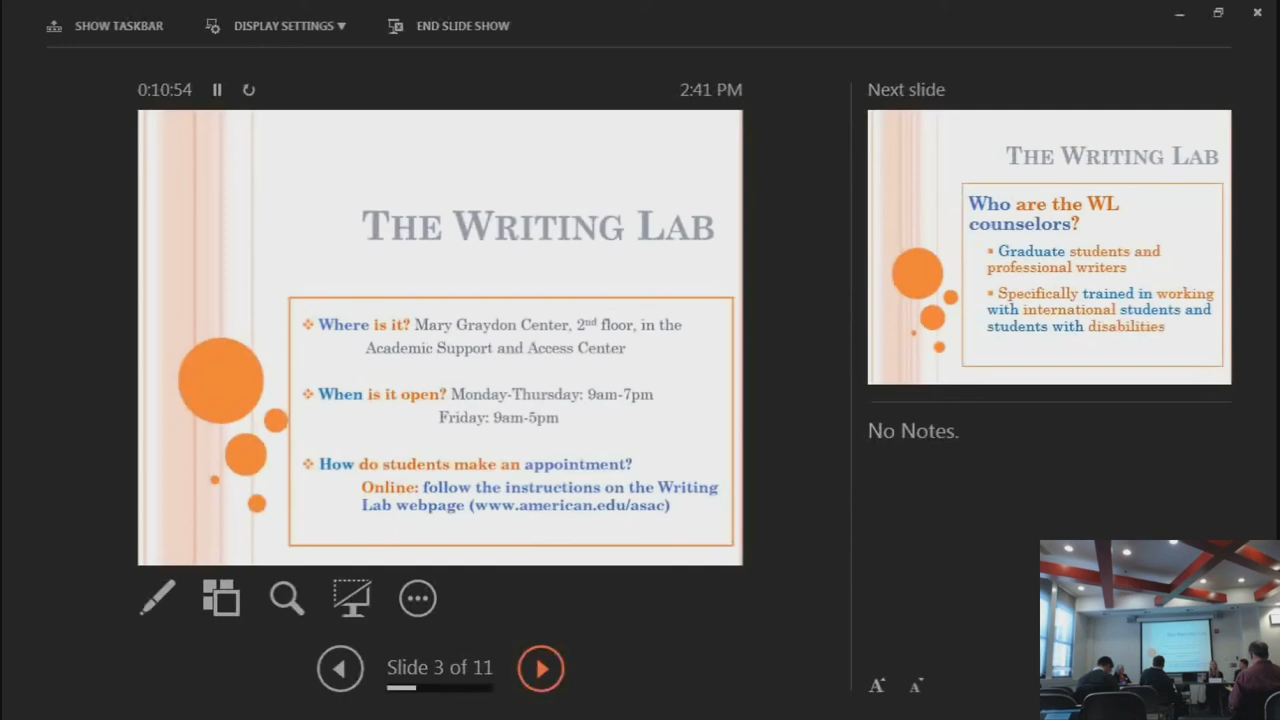 SHOW TASKBAR
DISPLAY SETTINGS ▼
END SLIDE SHOW
0:10:54
2:41 PM
THE WRITING LAB
❖ Where is it? Mary Graydon Center, 2nd floor, in the
Academic Support and Access Center
❖ When is it open? Monday-Thursday: 9am-7pm
Friday: 9am-5pm
❖ How do students make an appointment?
Online: follow the instructions on the Writing
Lab webpage (www.american.edu/asac)
Slide 3 of 11
Next slide
THE WRITING LAB
Who are the WL
counselors?
▪ Graduate students and
professional writers
▪ Specifically trained in working
with international students and
students with disabilities
No Notes.
A A